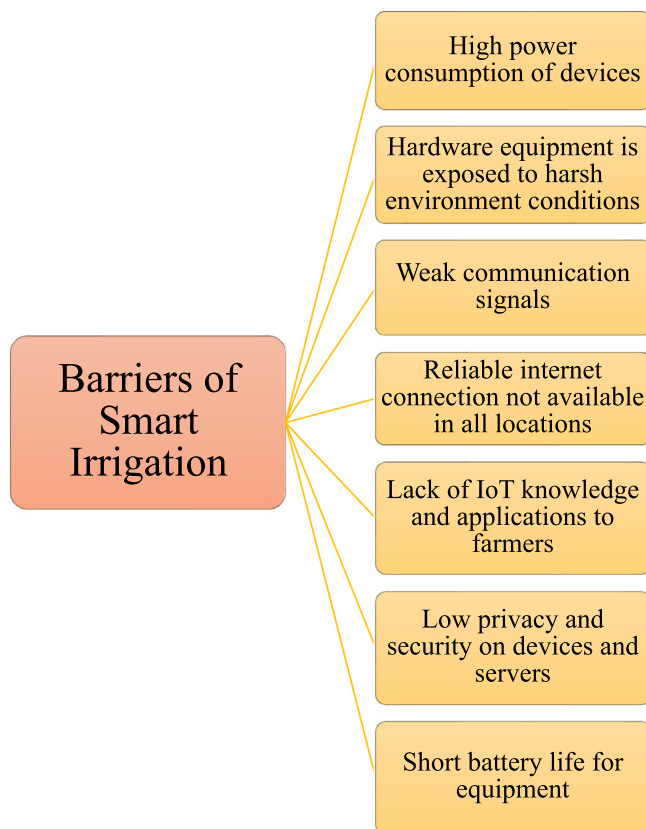 High power
consumption of devices
Hardware equipment is
exposed to harsh
environment conditions
Weak communication
signals
Barriers of
Smart
Irrigation
Reliable internet
connection not available
in all locations
Lack of IoT knowledge
and applications to
farmers
Low privacy and
security on devices and
servers
Short battery life for
equipment